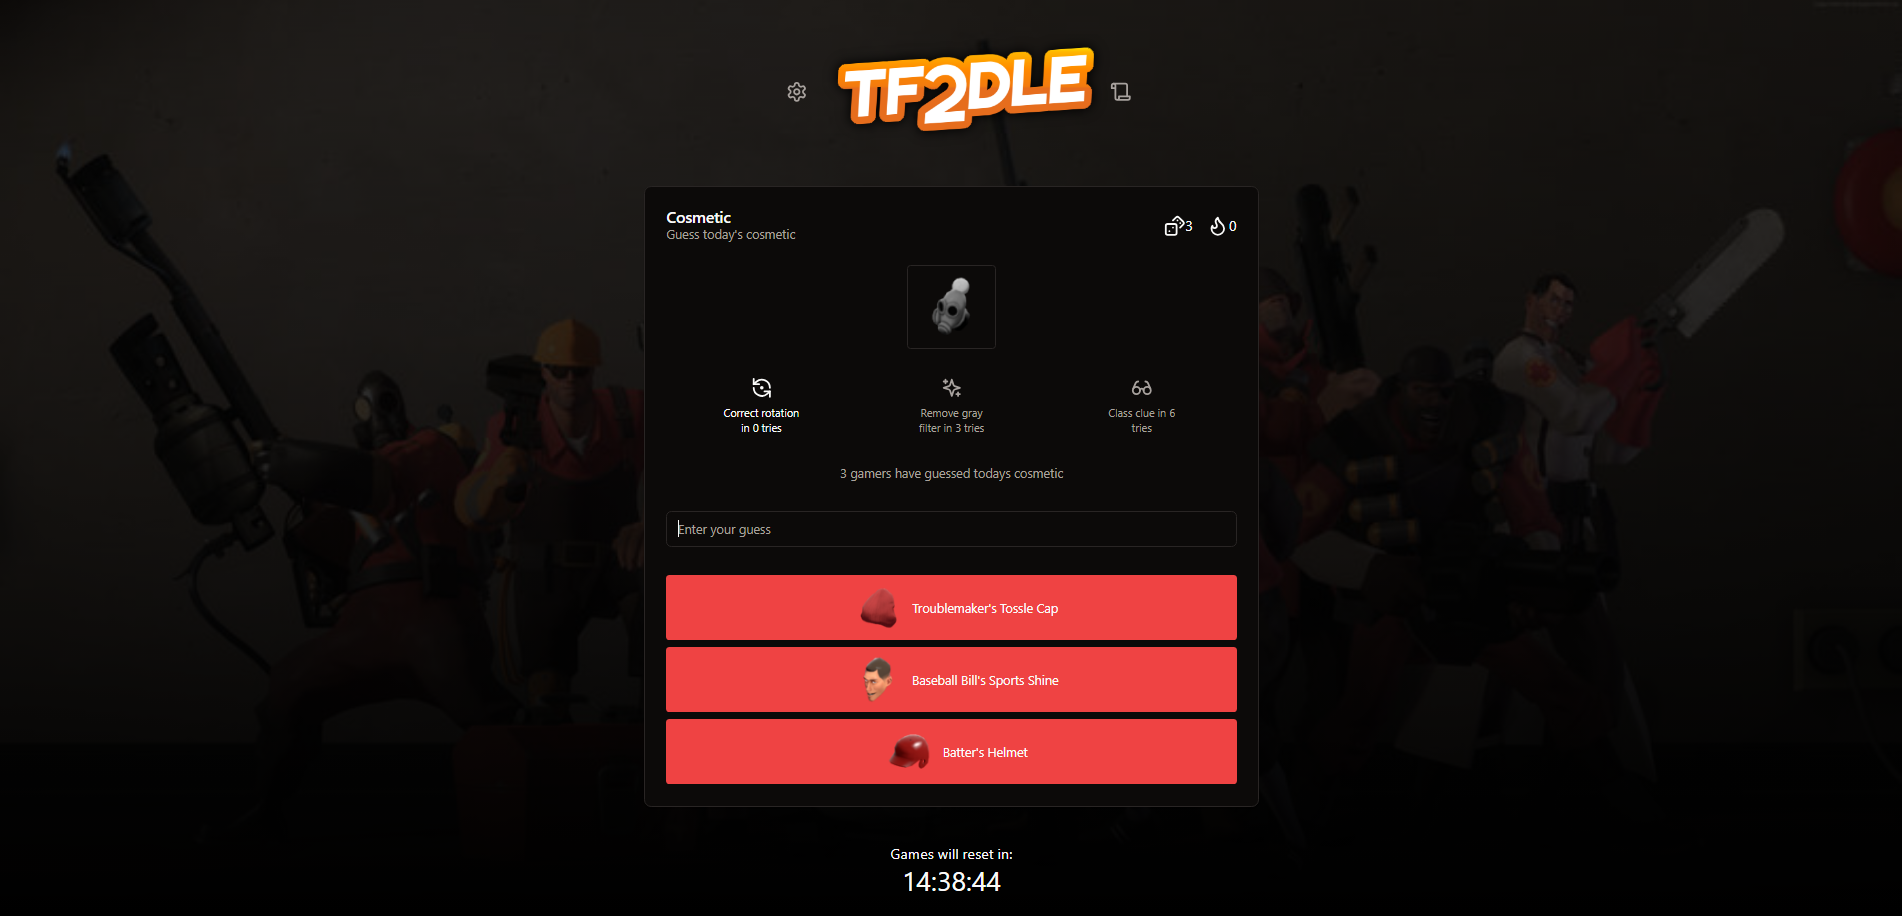 TF2DLE
Cosmetic
Guess today's cosmetic
3
0
Correct rotation
in 0 tries
Remove gray
filter in 3 tries
Class clue in 6
tries
3 gamers have guessed todays cosmetic
Enter your guess
Troublemaker's Tossle Cap
Baseball Bill's Sports Shine
Batter's Helmet
Games will reset in:
14:38:44